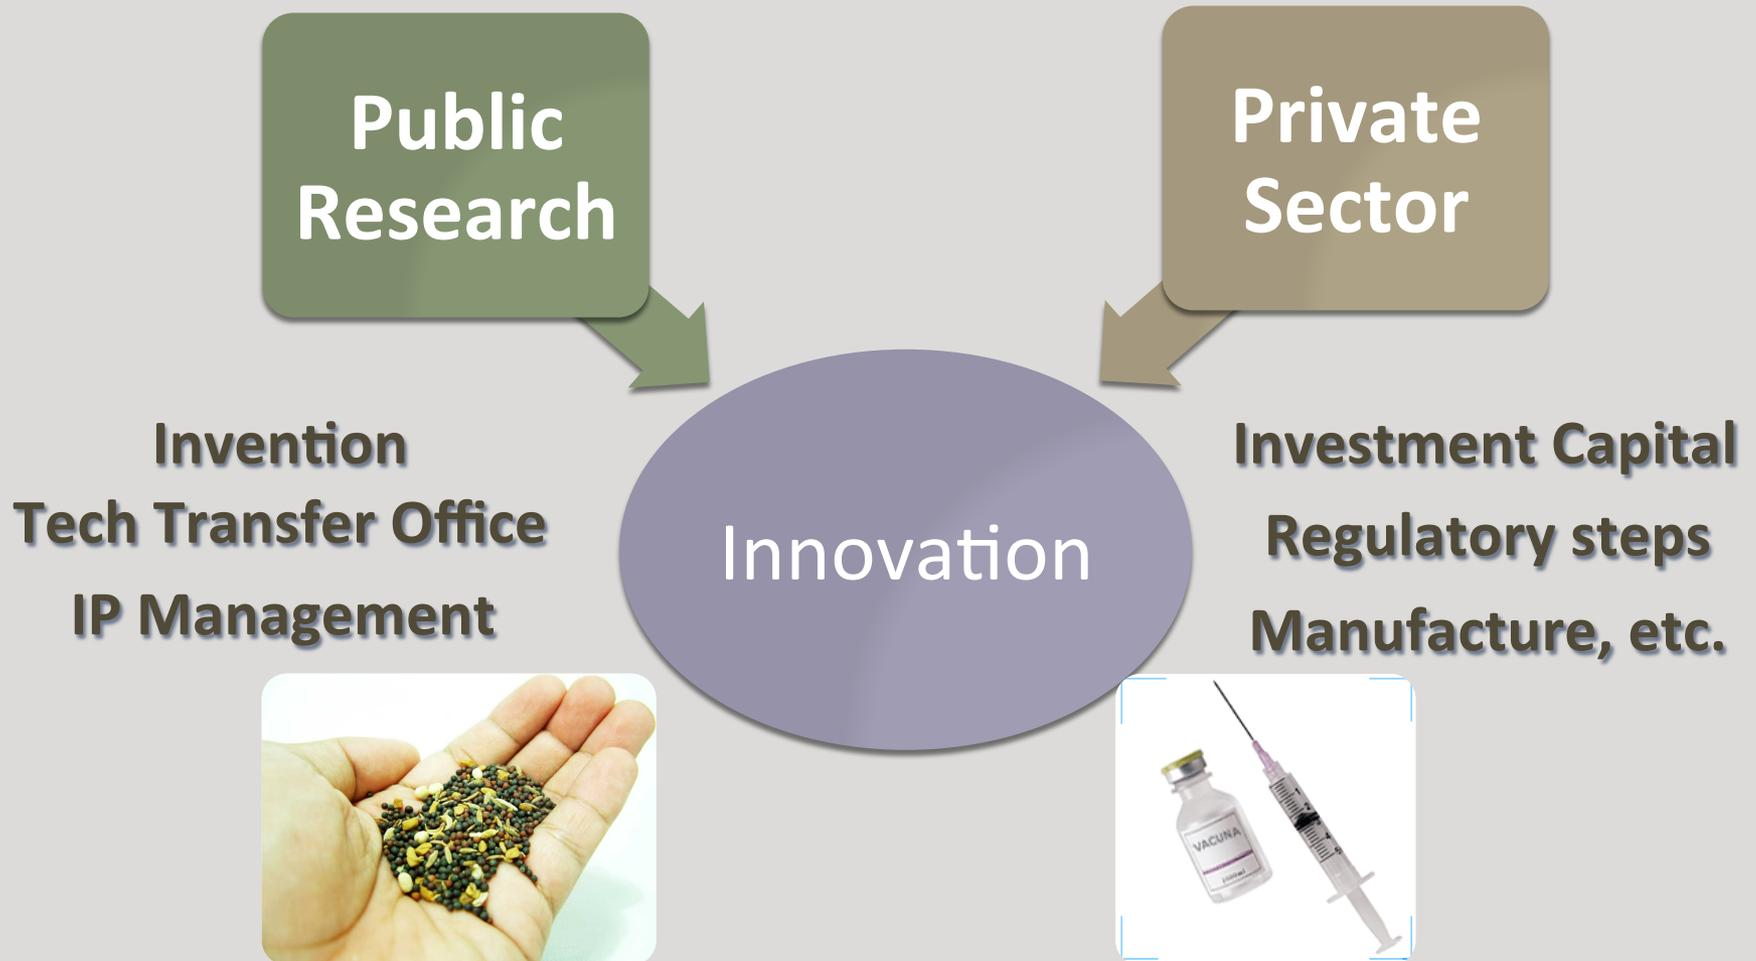 Public
Research
Private
Sector
Invention
Tech Transfer Office
IP Management
Innovation
Investment Capital
Regulatory steps
Manufacture, etc.
VACUNA